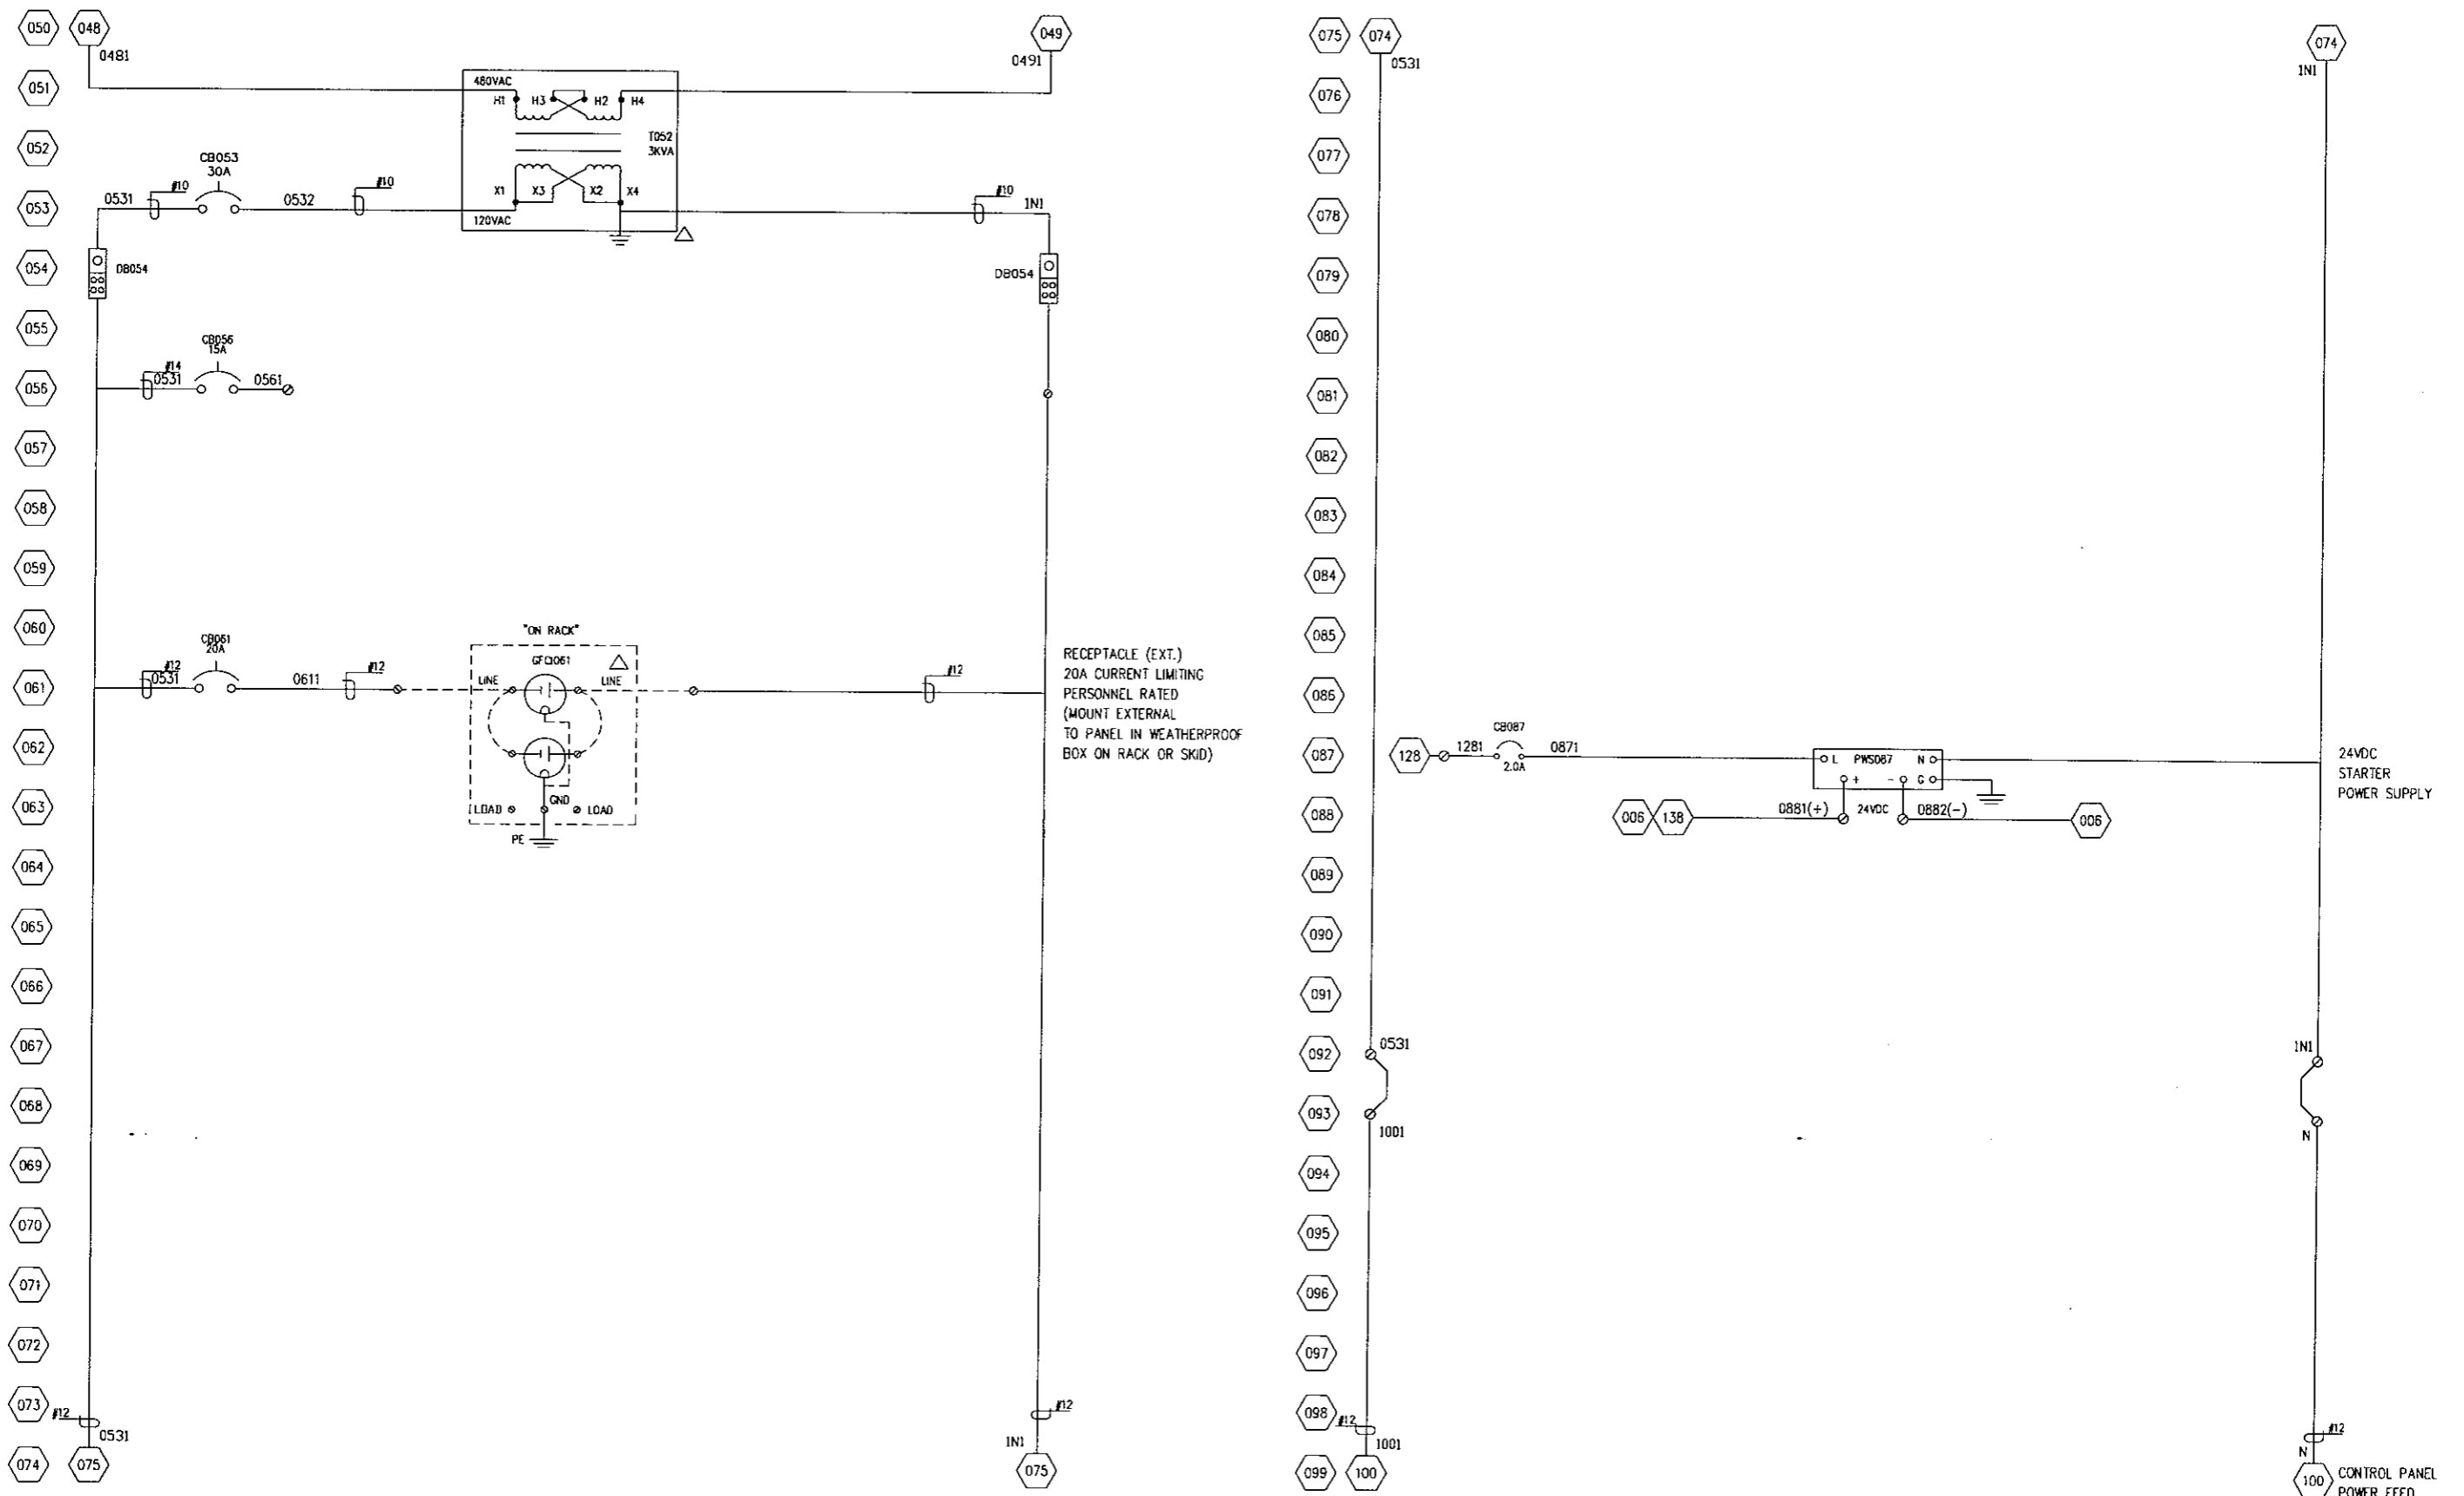 050 048 049
0481 0491
051
480VAC
H1 H3 H2 H4
052
T052
3KVA
CB053
30A
#10 #10 #10
053
0531 0532
X1 X3 X2 X4
1N1
120VAC
054
DB054 DB054
055
CB056
15A
#14
056
0531 0561
057
058
059
060
"ON RACK"
CB061
20A
GFCI061
#12 #12 #12
061
0531 0611
LINE LINE
RECEPTACLE (EXT.)
20A CURRENT LIMITING
PERSONNEL RATED
(MOUNT EXTERNAL
TO PANEL IN WEATHERPROOF
BOX ON RACK OR SKID)
062
063
GND
LOAD LOAD
PE
064
065
066
067
068
069
070
071
072
073
#12 #12
0531 1N1
074 075 075
075 074 074
0531 1N1
076
077
078
079
080
081
082
083
084
085
086
CB087
087 128 1281 0871
2.0A
L PWS087 N
+ - G
24VDC
STARTER
POWER SUPPLY
088
006 138 0881(+) 24VDC 0882(-) 006
089
090
091
092 0531 1N1
093
1001 N
094
095
096
097
098
#12 #12
1001 N
099 100 100
CONTROL PANEL
POWER FEED